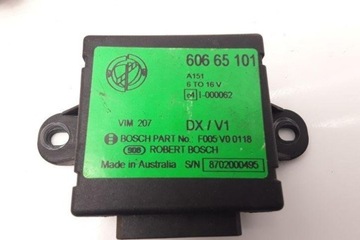 606 65 101
A151
6 TO 16 V
e4 I-000062
VIM 207 DX / V1
BOSCH PART No: F005 V0 0118
908 ROBERT BOSCH
Made in Australia S/N 8702000495